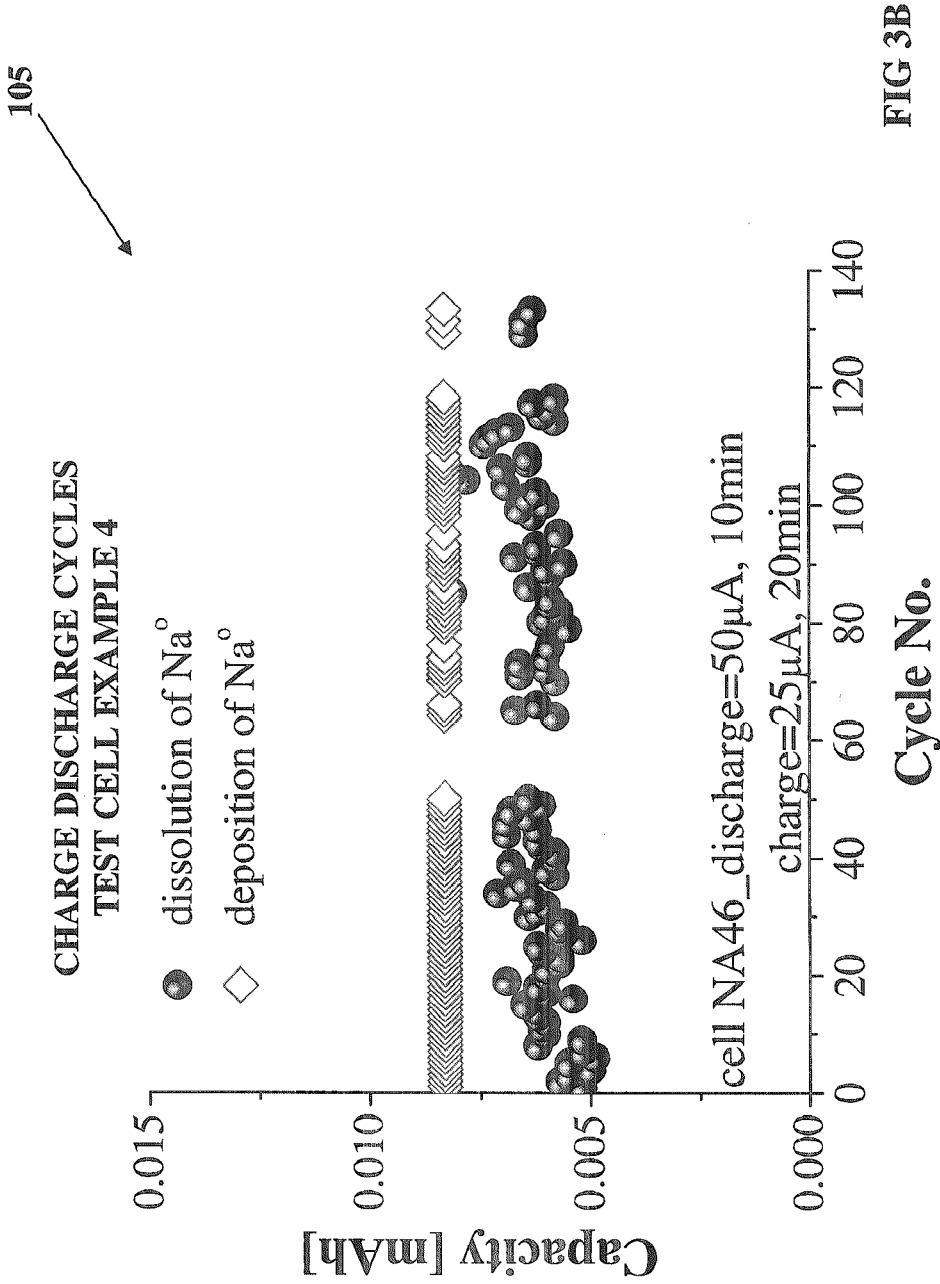 105
CHARGE DISCHARGE CYCLES
TEST CELL EXAMPLE 4
dissolution of Na°
deposition of Na°
Capacity [mAh]
0.015
0.010
0.005
0.000
cell NA46_discharge=50μA, 10min
charge=25μA, 20min
0 20 40 60 80 100 120 140
Cycle No.
FIG 3B